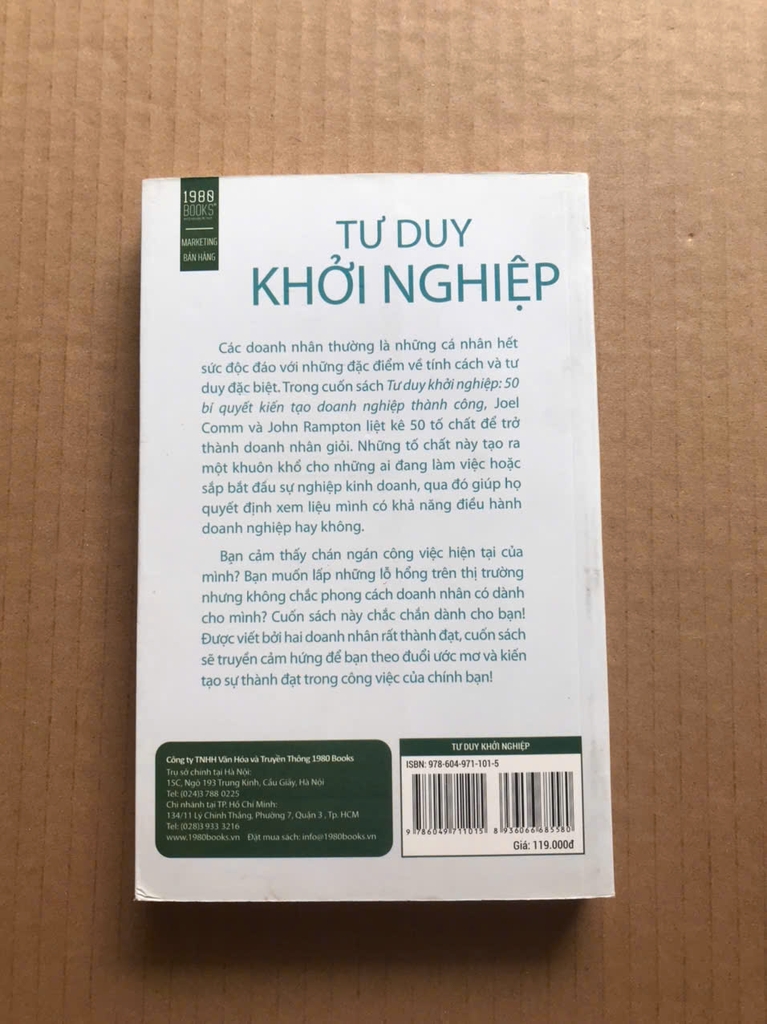 1980
BOOKS
MARKETING
BÁN HÀNG
TƯ DUY
KHỞI NGHIỆP
Các doanh nhân thường là những cá nhân hết
sức độc đáo với những đặc điểm về tính cách và tư
duy đặc biệt. Trong cuốn sách Tư duy khởi nghiệp: 50
bí quyết kiến tạo doanh nghiệp thành công, Joel
Comm và John Rampton liệt kê 50 tố chất để trở
thành doanh nhân giỏi. Những tố chất này tạo ra
một khuôn khổ cho những ai đang làm việc hoặc
sắp bắt đầu sự nghiệp kinh doanh, qua đó giúp họ
quyết định xem liệu mình có khả năng điều hành
doanh nghiệp hay không.
Bạn cảm thấy chán ngán công việc hiện tại của
mình? Bạn muốn lấp những lỗ hổng trên thị trường
nhưng không chắc phong cách doanh nhân có dành
cho mình? Cuốn sách này chắc chắn dành cho bạn!
Được viết bởi hai doanh nhân rất thành đạt, cuốn sách
sẽ truyền cảm hứng để bạn theo đuổi ước mơ và kiến
tạo sự thành đạt trong công việc của chính bạn!
Công ty TNHH Văn Hóa và Truyền Thông 1980 Books
Trụ sở chính tại Hà Nội:
15C, Ngõ 193 Trung Kính, Cầu Giấy, Hà Nội
Tel: (024)3 788 0225
Chi nhánh tại TP. Hồ Chí Minh:
134/11 Lý Chính Thắng, Phường 7, Quận 3 , Tp. HCM
Tel: (028)3 933 3216
www.1980books.vn Đặt mua sách: info@1980books.vn
TƯ DUY KHỞI NGHIỆP
ISBN: 978-604-971-101-5
9 786049 711015 8 936066 685580
Giá: 119.000đ